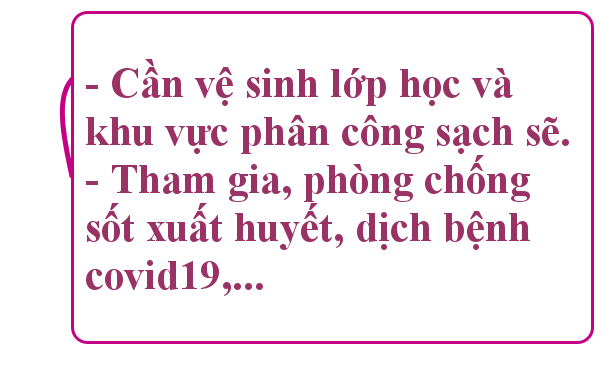 - Cần vệ sinh lớp học và
khu vực phân công sạch sẽ.
- Tham gia, phòng chống
sốt xuất huyết, dịch bệnh
covid19,...